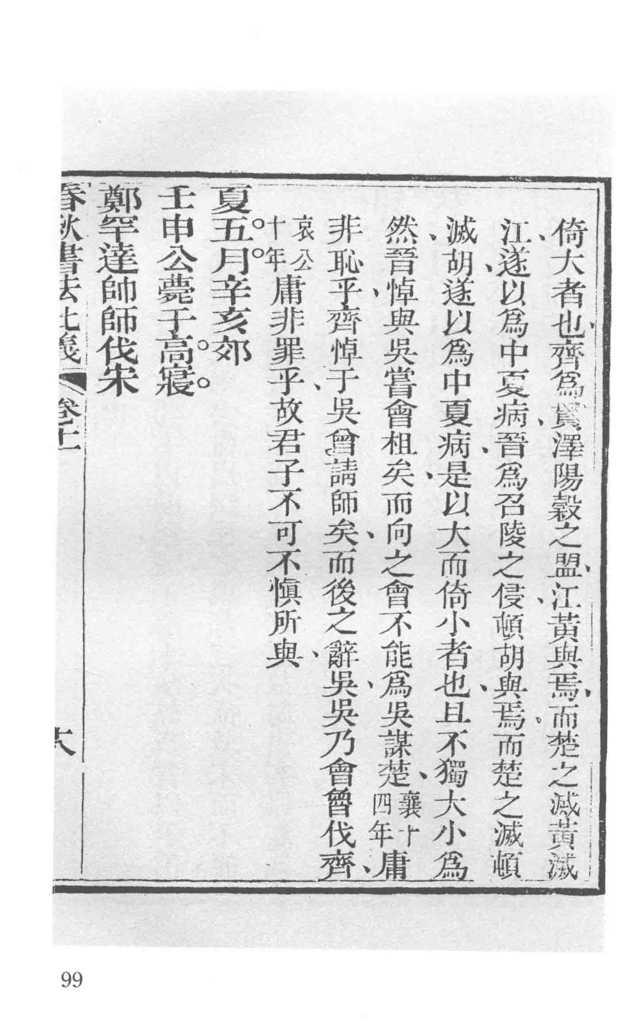 倚大者也齊爲貫澤陽穀之盟江黃與焉而楚之滅黃滅
江遂以爲中夏病晉爲召陵之侵頓胡與焉而楚之滅頓
滅胡遂以爲中夏病是以大而倚小者也且不獨大小爲
然晉悼與吳嘗會柤矣而向之會不能爲吳謀楚襄十四年庸
非恥乎齊悼于吳曾請師矣而後之辭吳吳乃會魯伐齊
哀公十年庸非罪乎故君子不可不愼所與
夏五月辛亥郊
壬申公薨于高寢
鄭罕達帥師伐宋
春秋書法比義 卷十二
99